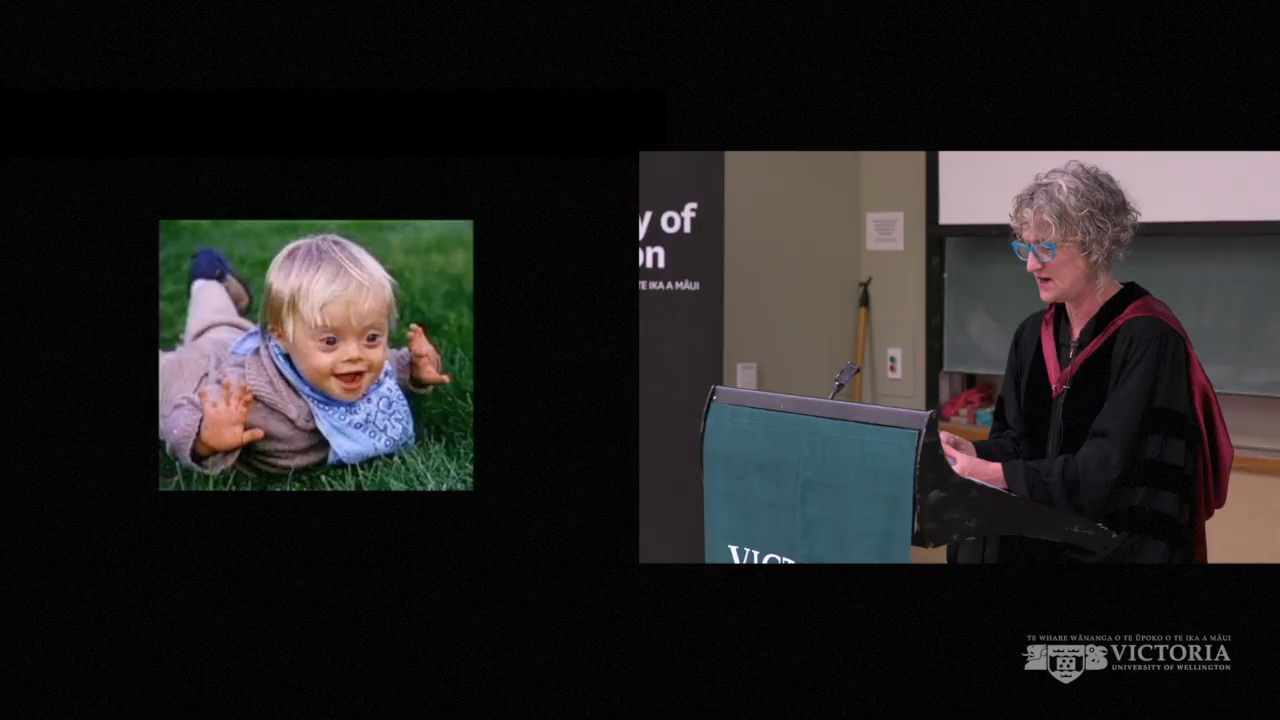 y of
on
TE IKA A MĀUI
VICT
TE WHARE WĀNANGA O TE ŪPOKO O TE IKA A MĀUI
VICTORIA
UNIVERSITY OF WELLINGTON